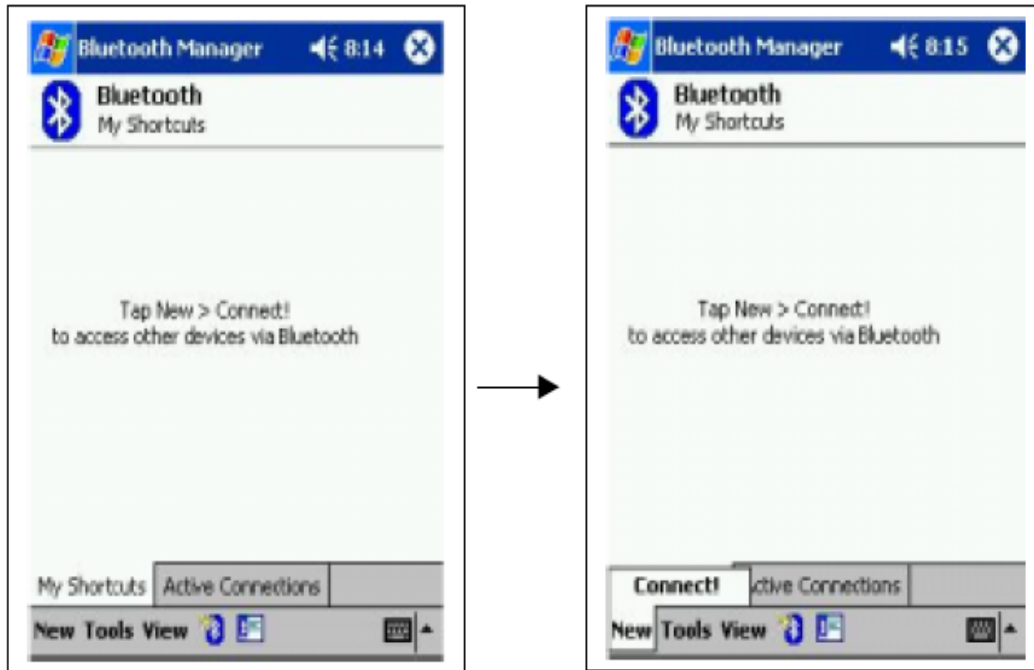 Bluetooth Manager 8:14
Bluetooth
My Shortcuts
Tap New > Connect!
to access other devices via Bluetooth
My Shortcuts Active Connections
New Tools View
Bluetooth Manager 8:15
Bluetooth
My Shortcuts
Tap New > Connect!
to access other devices via Bluetooth
Connect! ctive Connections
New Tools View